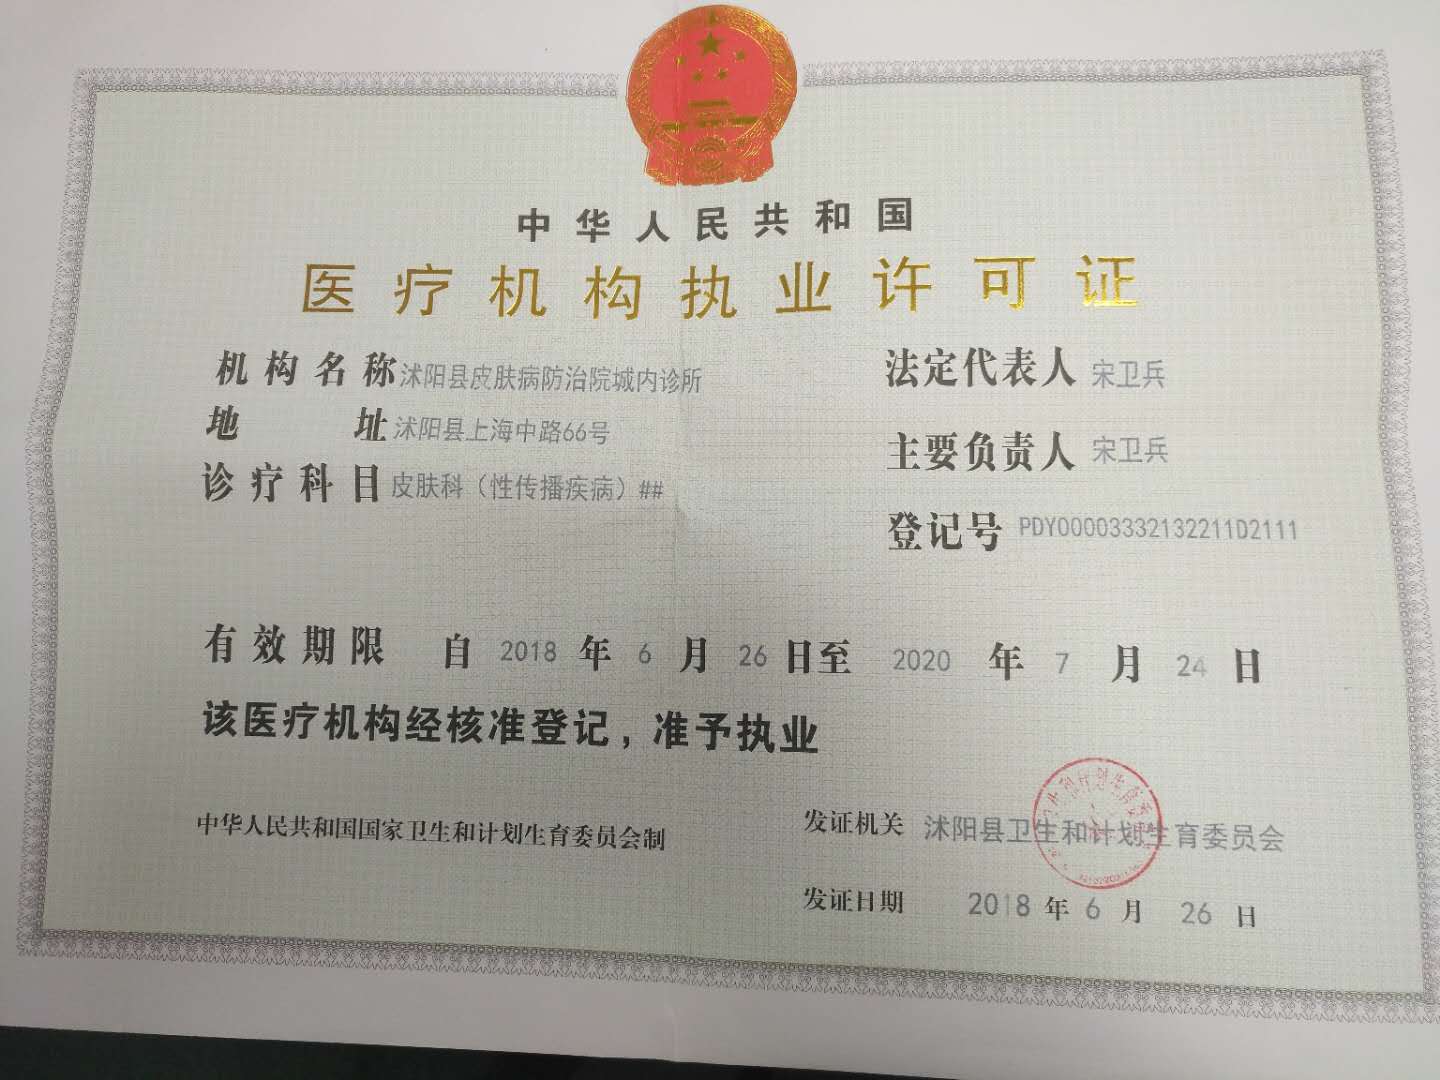 中华人民共和国
医疗机构执业许可证
机构名称 沭阳县皮肤病防治院城内诊所
地址 沭阳县上海中路66号
诊疗科目 皮肤科（性传播疾病）##
法定代表人 宋卫兵
主要负责人 宋卫兵
登记号 PDY00003332132211D2111
有效期限 自 2018 年 6 月 26 日至 2020 年 7 月 24 日
该医疗机构经核准登记，准予执业
中华人民共和国国家卫生和计划生育委员会制
发证机关 沭阳县卫生和计划生育委员会
发证日期 2018 年 6 月 26 日